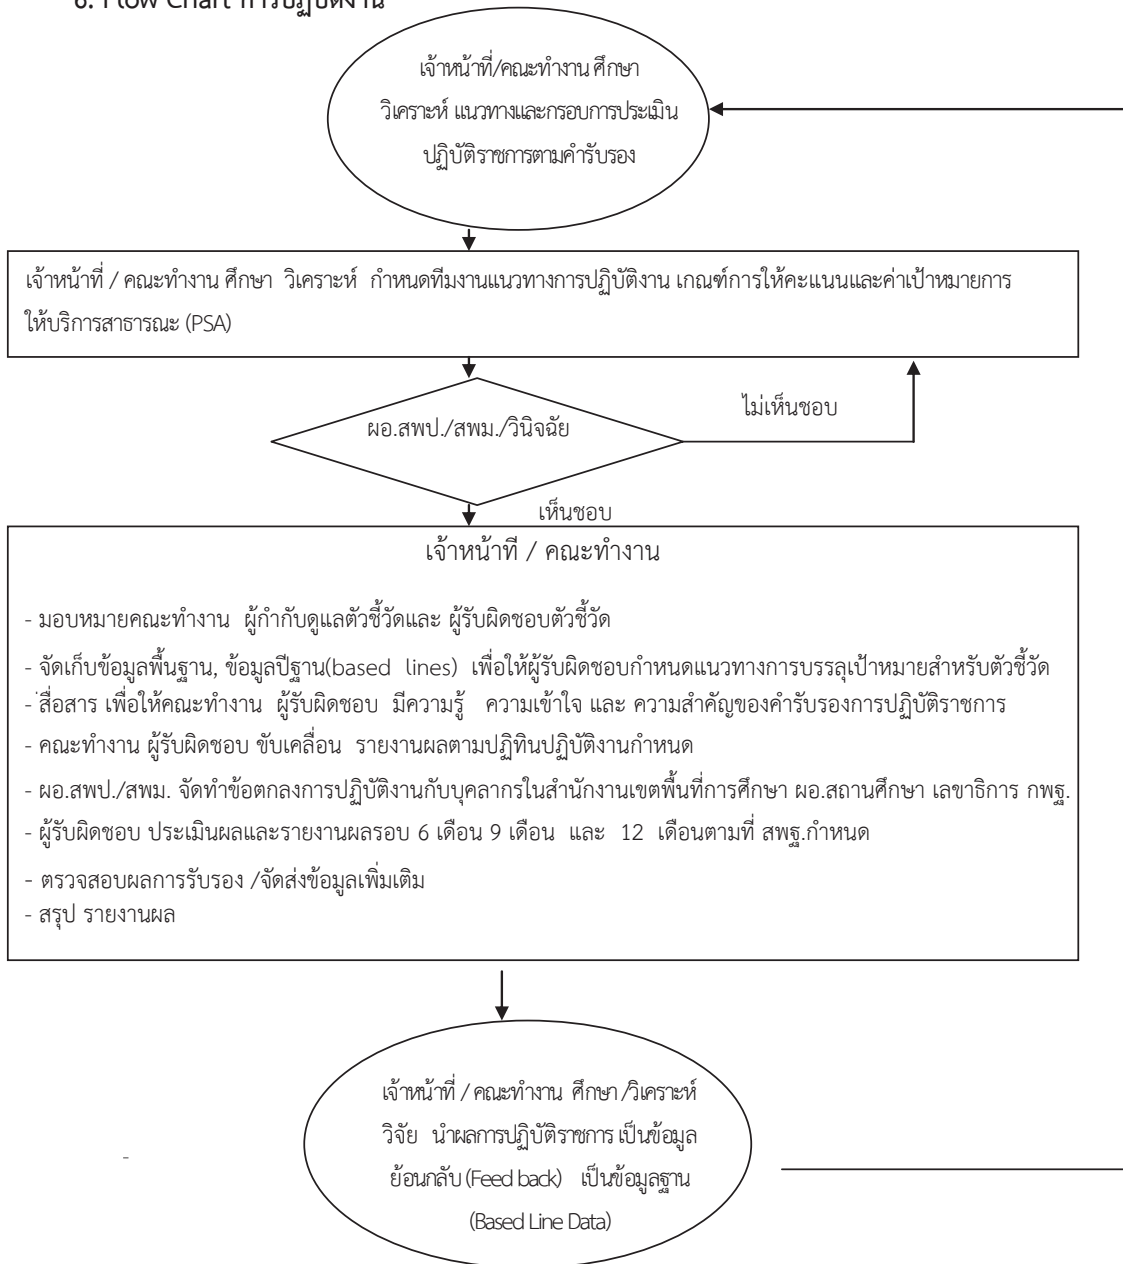 6. Flow Chart การปฏิบัติงาน
เจ้าหน้าที่/คณะทำงาน ศึกษา
วิเคราะห์ แนวทางและกรอบการประเมิน
ปฏิบัติราชการตามคำรับรอง
เจ้าหน้าที่ / คณะทำงาน ศึกษา วิเคราะห์ กำหนดทีมงานแนวทางการปฏิบัติงาน เกณฑ์การให้คะแนนและค่าเป้าหมายการ
ให้บริการสาธารณะ (PSA)
ไม่เห็นชอบ
ผอ.สพป./สพม./วินิจฉัย
เห็นชอบ
เจ้าหน้าที / คณะทำงาน
- มอบหมายคณะทำงาน ผู้กำกับดูแลตัวชี้วัดและ ผู้รับผิดชอบตัวชี้วัด
- จัดเก็บข้อมูลพื้นฐาน, ข้อมูลปีฐาน(based lines) เพื่อให้ผู้รับผิดชอบกำหนดแนวทางการบรรลุเป้าหมายสำหรับตัวชี้วัด
- สื่อสาร เพื่อให้คณะทำงาน ผู้รับผิดชอบ มีความรู้ ความเข้าใจ และ ความสำคัญของคำรับรองการปฏิบัติราชการ
- คณะทำงาน ผู้รับผิดชอบ ขับเคลื่อน รายงานผลตามปฏิทินปฏิบัติงานกำหนด
- ผอ.สพป./สพม. จัดทำข้อตกลงการปฏิบัติงานกับบุคลากรในสำนักงานเขตพื้นที่การศึกษา ผอ.สถานศึกษา เลขาธิการ กพฐ.
- ผู้รับผิดชอบ ประเมินผลและรายงานผลรอบ 6 เดือน 9 เดือน และ 12 เดือนตามที่ สพฐ.กำหนด
- ตรวจสอบผลการรับรอง /จัดส่งข้อมูลเพิ่มเติม
- สรุป รายงานผล
เจ้าหน้าที่ / คณะทำงาน ศึกษา /วิเคราะห์
วิจัย นำผลการปฏิบัติราชการ เป็นข้อมูล
ย้อนกลับ (Feed back) เป็นข้อมูลฐาน
(Based Line Data)
-